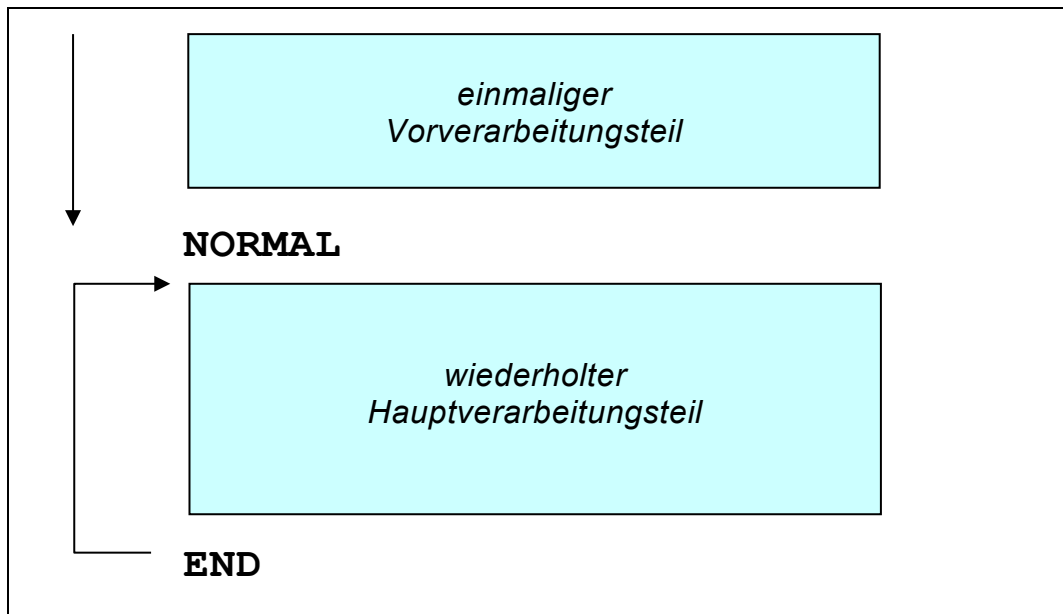 einmaliger
Vorverarbeitungsteil
NORMAL
wiederholter
Hauptverarbeitungsteil
END